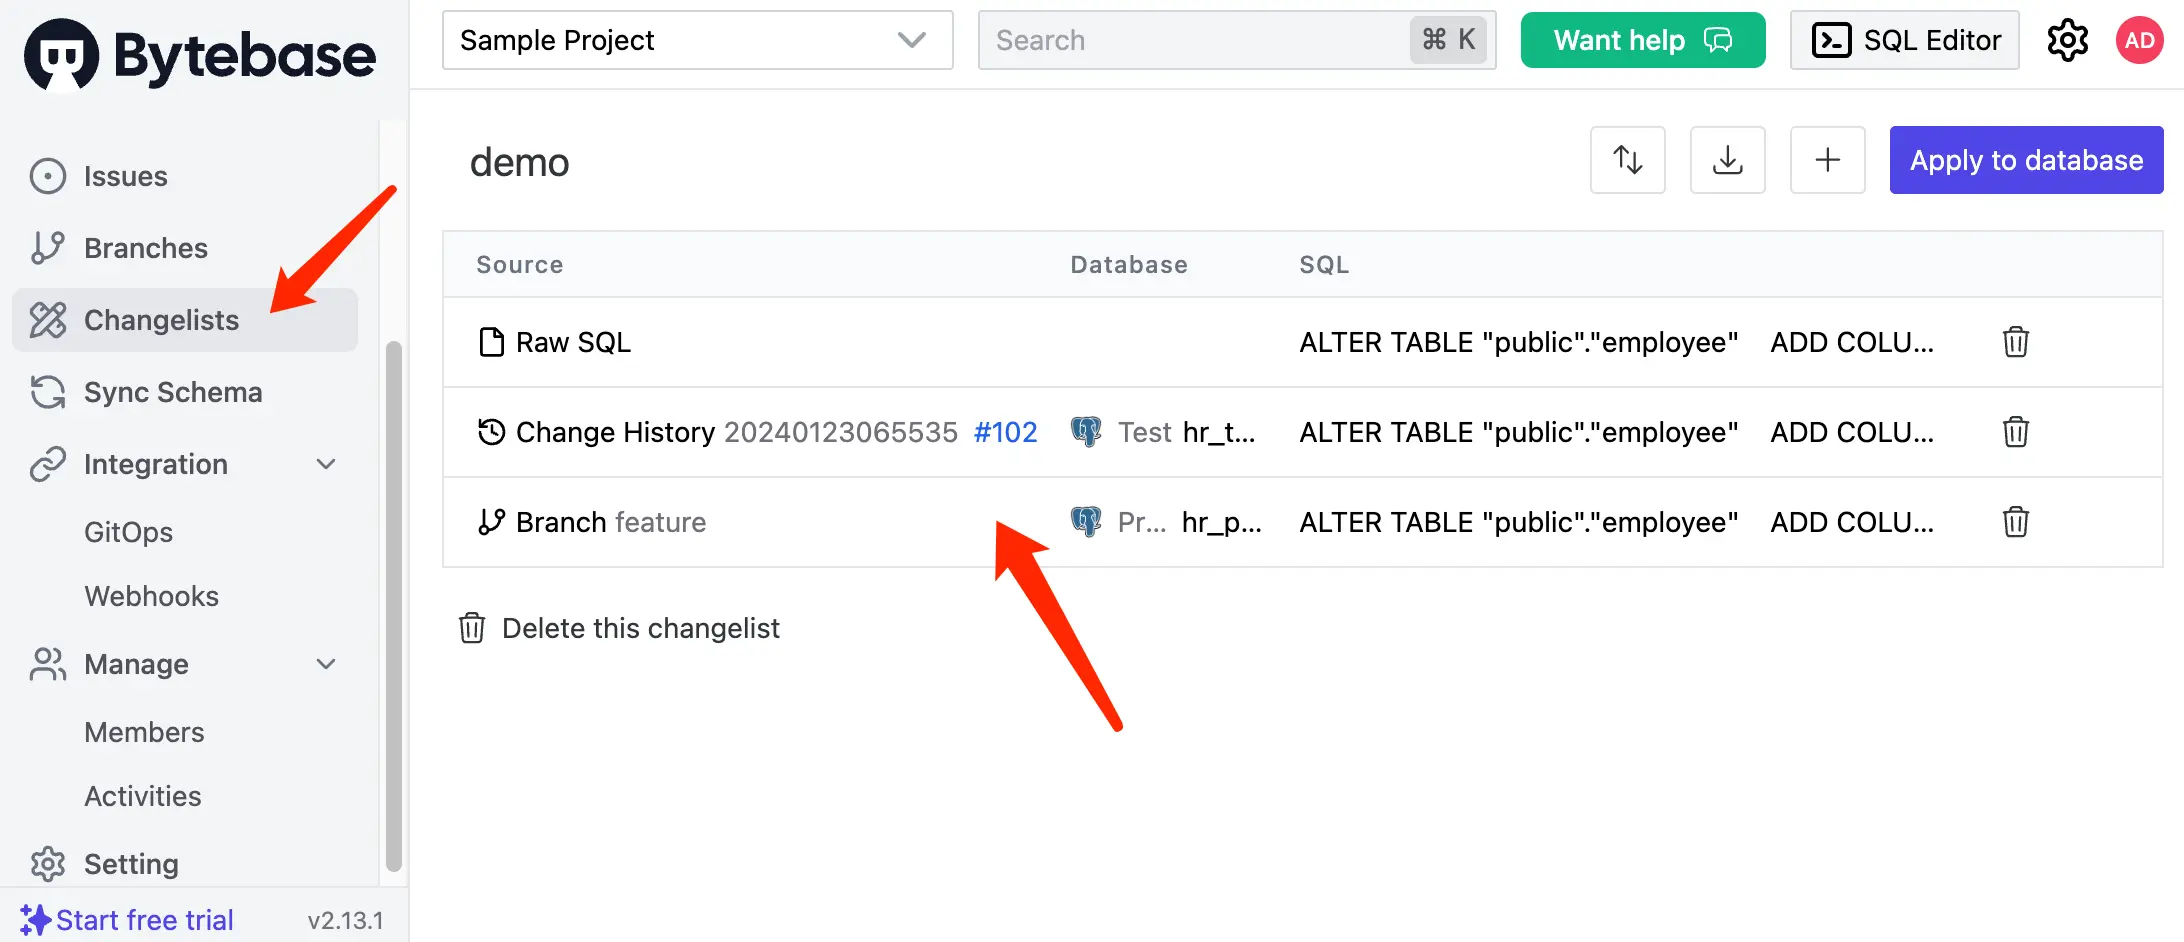 Bytebase
Sample Project
Search
⌘ K
Want help
SQL Editor
AD
Issues
Branches
Changelists
Sync Schema
Integration
GitOps
Webhooks
Manage
Members
Activities
Setting
Start free trial v2.13.1
demo
Apply to database
Source Database SQL
Raw SQL ALTER TABLE "public"."employee" ADD COLU...
Change History 20240123065535 #102 Test hr_t... ALTER TABLE "public"."employee" ADD COLU...
Branch feature Pr... hr_p... ALTER TABLE "public"."employee" ADD COLU...
Delete this changelist